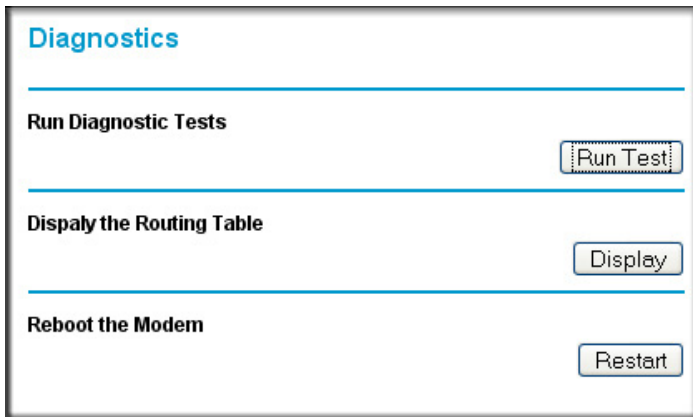 Diagnostics
Run Diagnostic Tests
Run Test
Dispaly the Routing Table
Display
Reboot the Modem
Restart